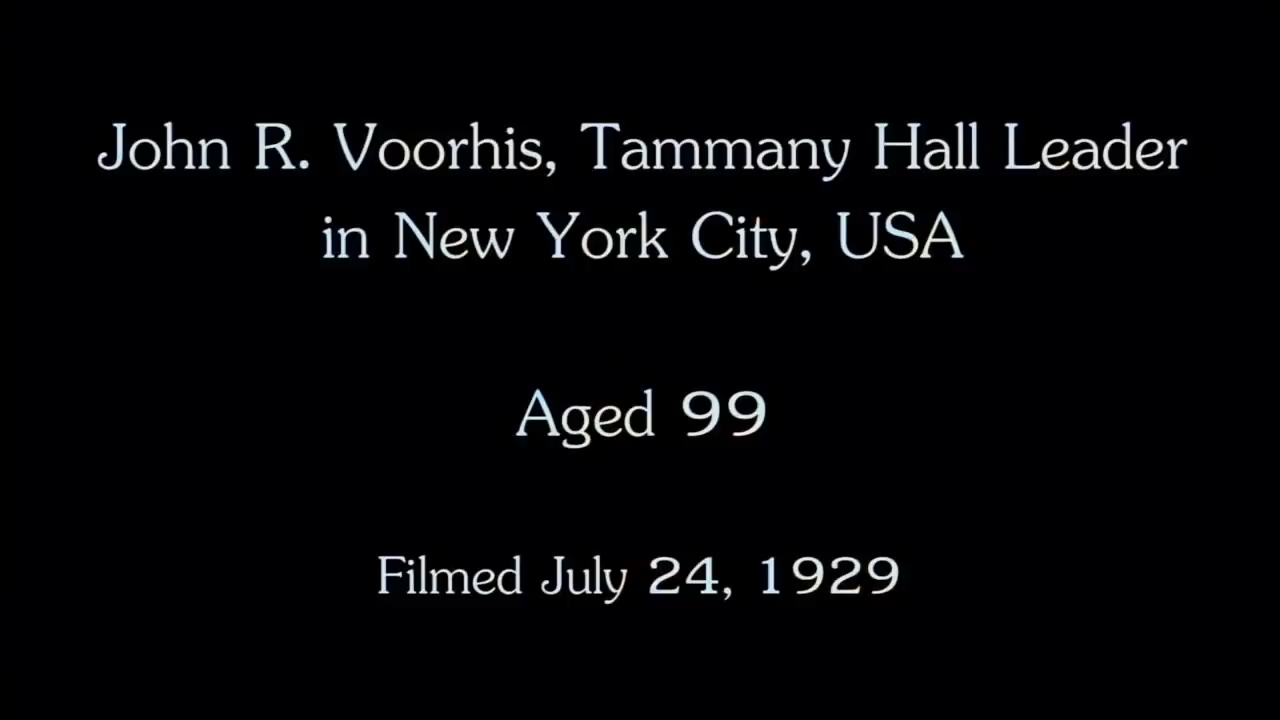 John R. Voorhis, Tammany Hall Leader
in New York City, USA
Aged 99
Filmed July 24, 1929